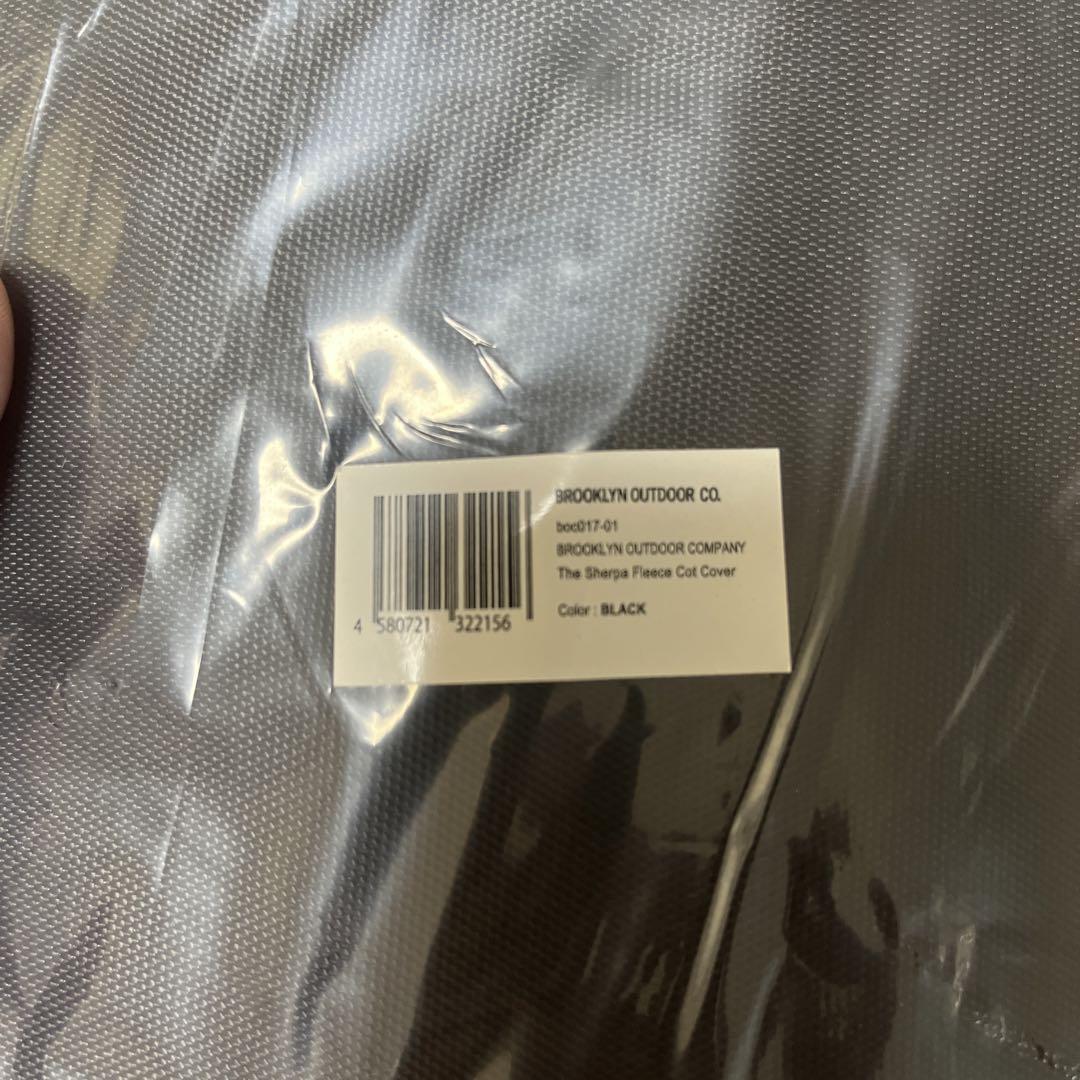 BROOKLYN OUTDOOR CO.
boc017-01
BROOKLYN OUTDOOR COMPANY
The Sherpa Fleece Cot Cover
Color : BLACK
4 580721 322156